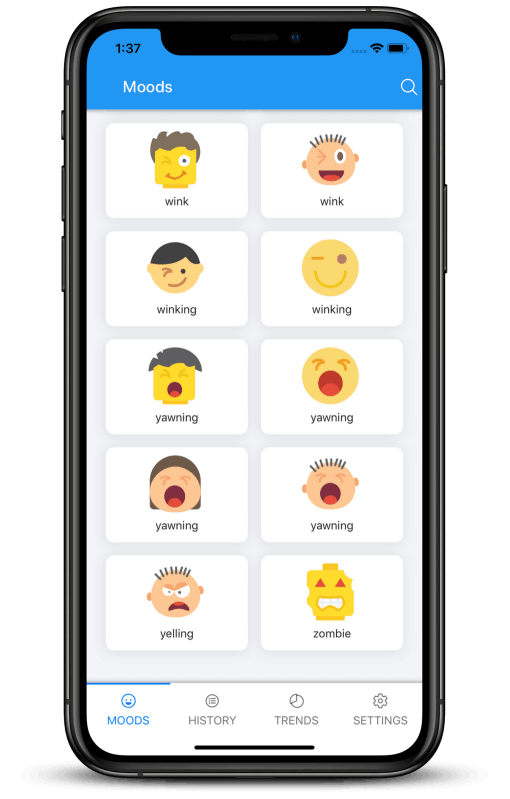 1:37
Moods
wink wink
winking winking
yawning yawning
yawning yawning
yelling zombie
MOODS HISTORY TRENDS SETTINGS